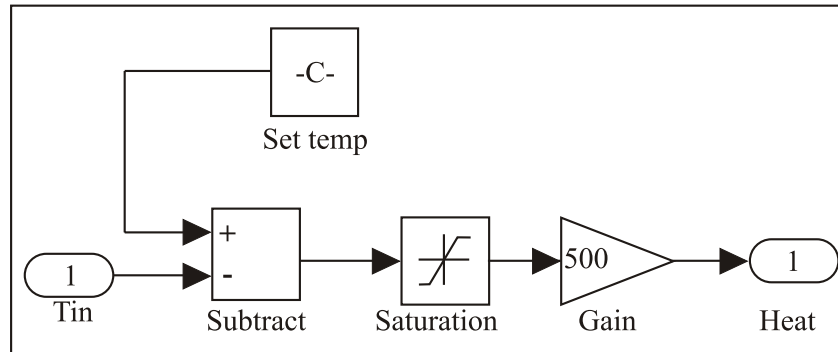 -C-
Set temp
+
-
1
Tin
Subtract
Saturation
500
Gain
1
Heat